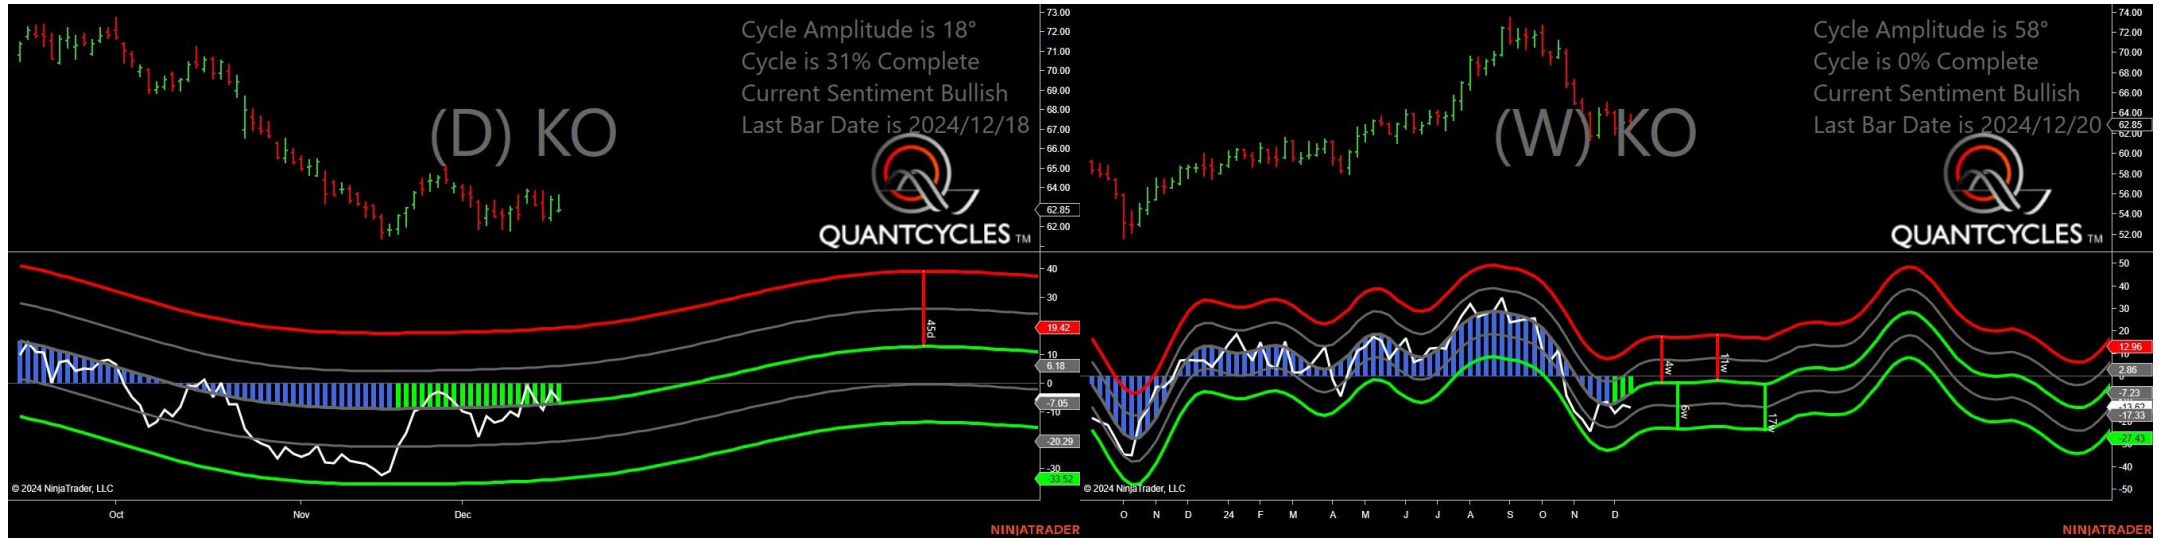 Cycle Amplitude is 18°
Cycle is 31% Complete
Current Sentiment Bullish
Last Bar Date is 2024/12/18
(D) KO
QUANTCYCLES TM
73.00
72.00
71.00
70.00
69.00
68.00
67.00
66.00
65.00
64.00
62.85
62.00
40
30
19.42
10
6.18
0
-7.05
-10
-20.29
-30
-33.52
45d
© 2024 NinjaTrader, LLC
Oct Nov Dec
NINJATRADER
Cycle Amplitude is 58°
Cycle is 0% Complete
Current Sentiment Bullish
Last Bar Date is 2024/12/20
(W) KO
QUANTCYCLES TM
74.00
72.00
70.00
68.00
66.00
64.00
62.85
62.00
60.00
58.00
56.00
54.00
52.00
50
40
30
20
12.96
2.86
-7.23
-13.62
-17.33
-27.43
-40
-50
4w
11w
6w
17w
© 2024 NinjaTrader, LLC
O N D 24 F M A M J J A S O N D
NINJATRADER